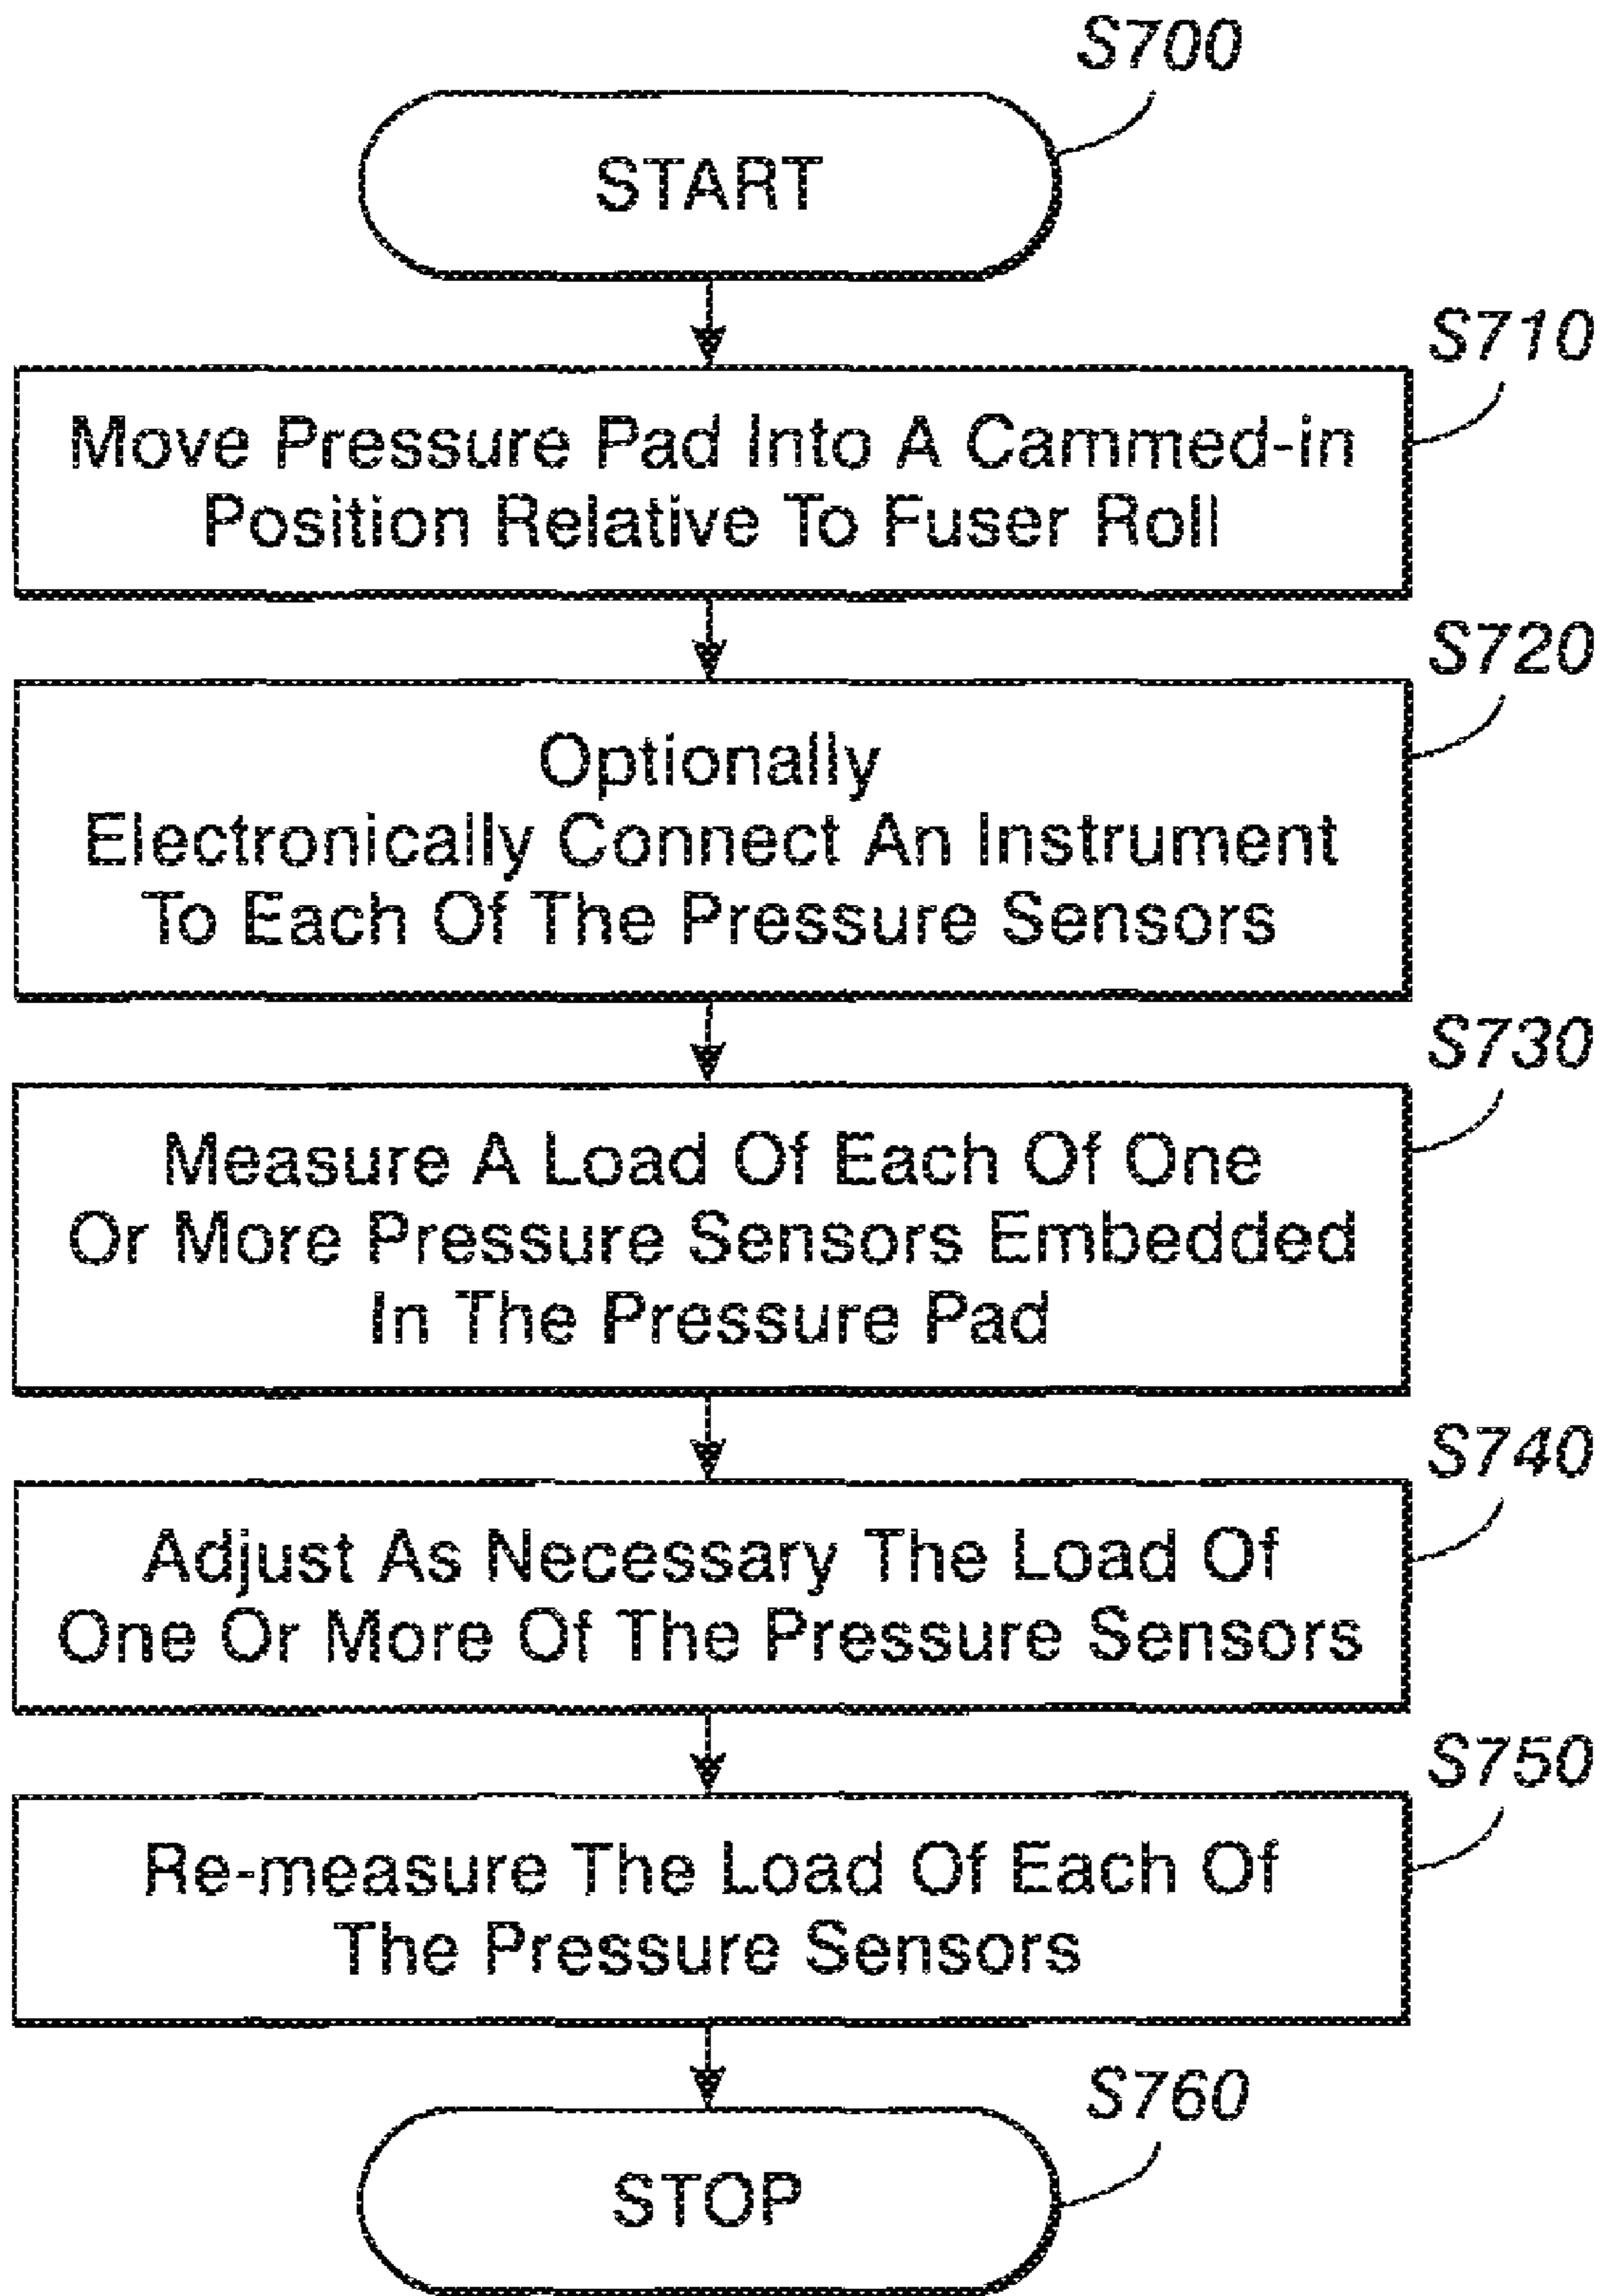 S700
START
S710
Move Pressure Pad Into A Cammed-in
Position Relative To Fuser Roll
S720
Optionally
Electronically Connect An Instrument
To Each Of The Pressure Sensors
S730
Measure A Load Of Each Of One
Or More Pressure Sensors Embedded
In The Pressure Pad
S740
Adjust As Necessary The Load Of
One Or More Of The Pressure Sensors
S750
Re-measure The Load Of Each Of
The Pressure Sensors
S760
STOP